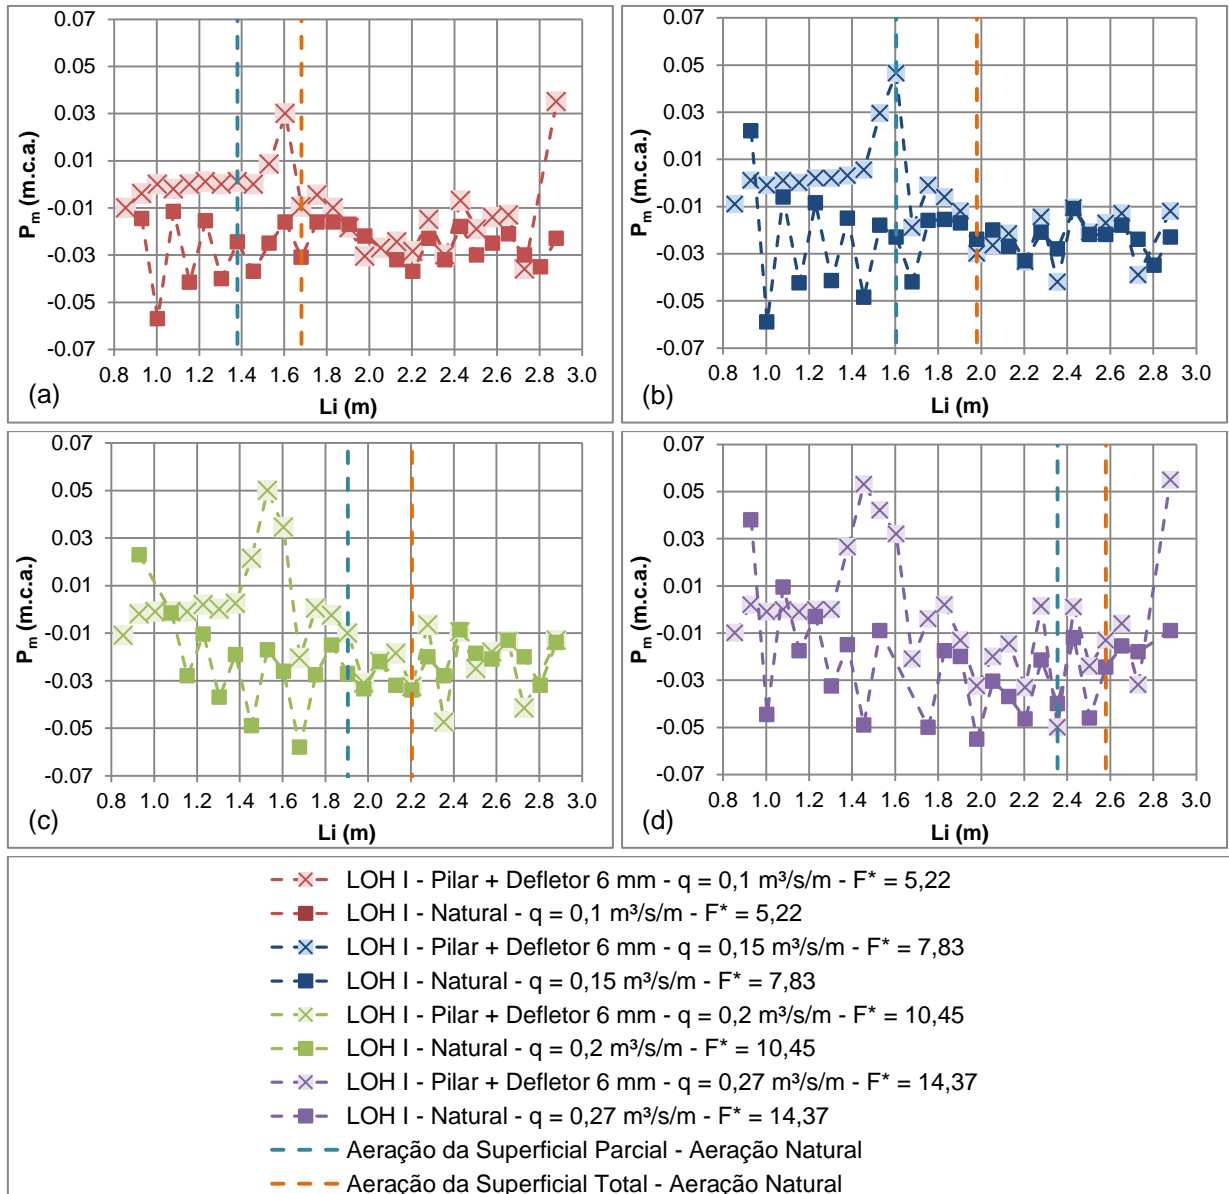 0.07
0.05
0.03
0.01
-0.01
-0.03
-0.05
-0.07
Pm (m.c.a.)
0.8 1.0 1.2 1.4 1.6 1.8 2.0 2.2 2.4 2.6 2.8 3.0
(a)
Li (m)
0.07
0.05
0.03
0.01
-0.01
-0.03
-0.05
-0.07
Pm (m.c.a.)
0.8 1.0 1.2 1.4 1.6 1.8 2.0 2.2 2.4 2.6 2.8 3.0
(b)
Li (m)
0.07
0.05
0.03
0.01
-0.01
-0.03
-0.05
-0.07
Pm (m.c.a.)
0.8 1.0 1.2 1.4 1.6 1.8 2.0 2.2 2.4 2.6 2.8 3.0
(c)
Li (m)
0.07
0.05
0.03
0.01
-0.01
-0.03
-0.05
-0.07
Pm (m.c.a.)
0.8 1.0 1.2 1.4 1.6 1.8 2.0 2.2 2.4 2.6 2.8 3.0
(d)
Li (m)
LOH I - Pilar + Defletor 6 mm - q = 0,1 m³/s/m - F* = 5,22
LOH I - Natural - q = 0,1 m³/s/m - F* = 5,22
LOH I - Pilar + Defletor 6 mm - q = 0,15 m³/s/m - F* = 7,83
LOH I - Natural - q = 0,15 m³/s/m - F* = 7,83
LOH I - Pilar + Defletor 6 mm - q = 0,2 m³/s/m - F* = 10,45
LOH I - Natural - q = 0,2 m³/s/m - F* = 10,45
LOH I - Pilar + Defletor 6 mm - q = 0,27 m³/s/m - F* = 14,37
LOH I - Natural - q = 0,27 m³/s/m - F* = 14,37
Aeração da Superficial Parcial - Aeração Natural
Aeração da Superficial Total - Aeração Natural